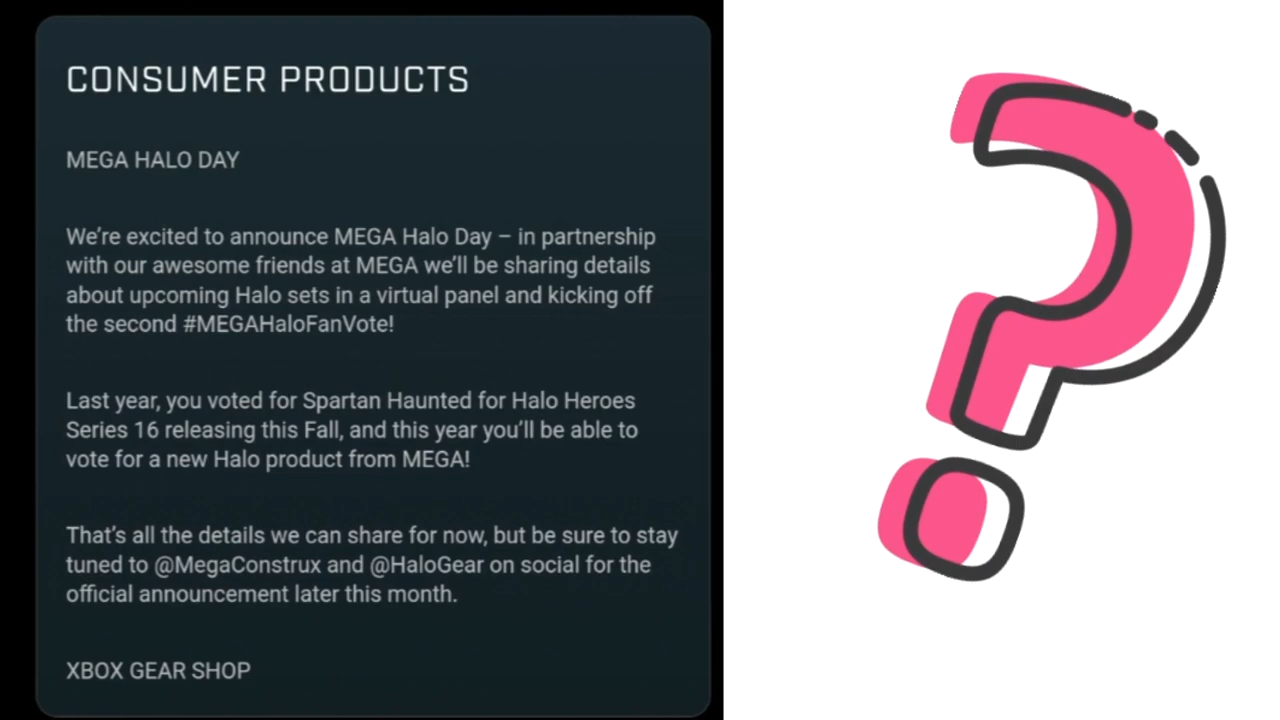 CONSUMER PRODUCTS
MEGA HALO DAY
We’re excited to announce MEGA Halo Day – in partnership
with our awesome friends at MEGA we’ll be sharing details
about upcoming Halo sets in a virtual panel and kicking off
the second #MEGAHaloFanVote!
Last year, you voted for Spartan Haunted for Halo Heroes
Series 16 releasing this Fall, and this year you’ll be able to
vote for a new Halo product from MEGA!
That’s all the details we can share for now, but be sure to stay
tuned to @MegaConstrux and @HaloGear on social for the
official announcement later this month.
XBOX GEAR SHOP